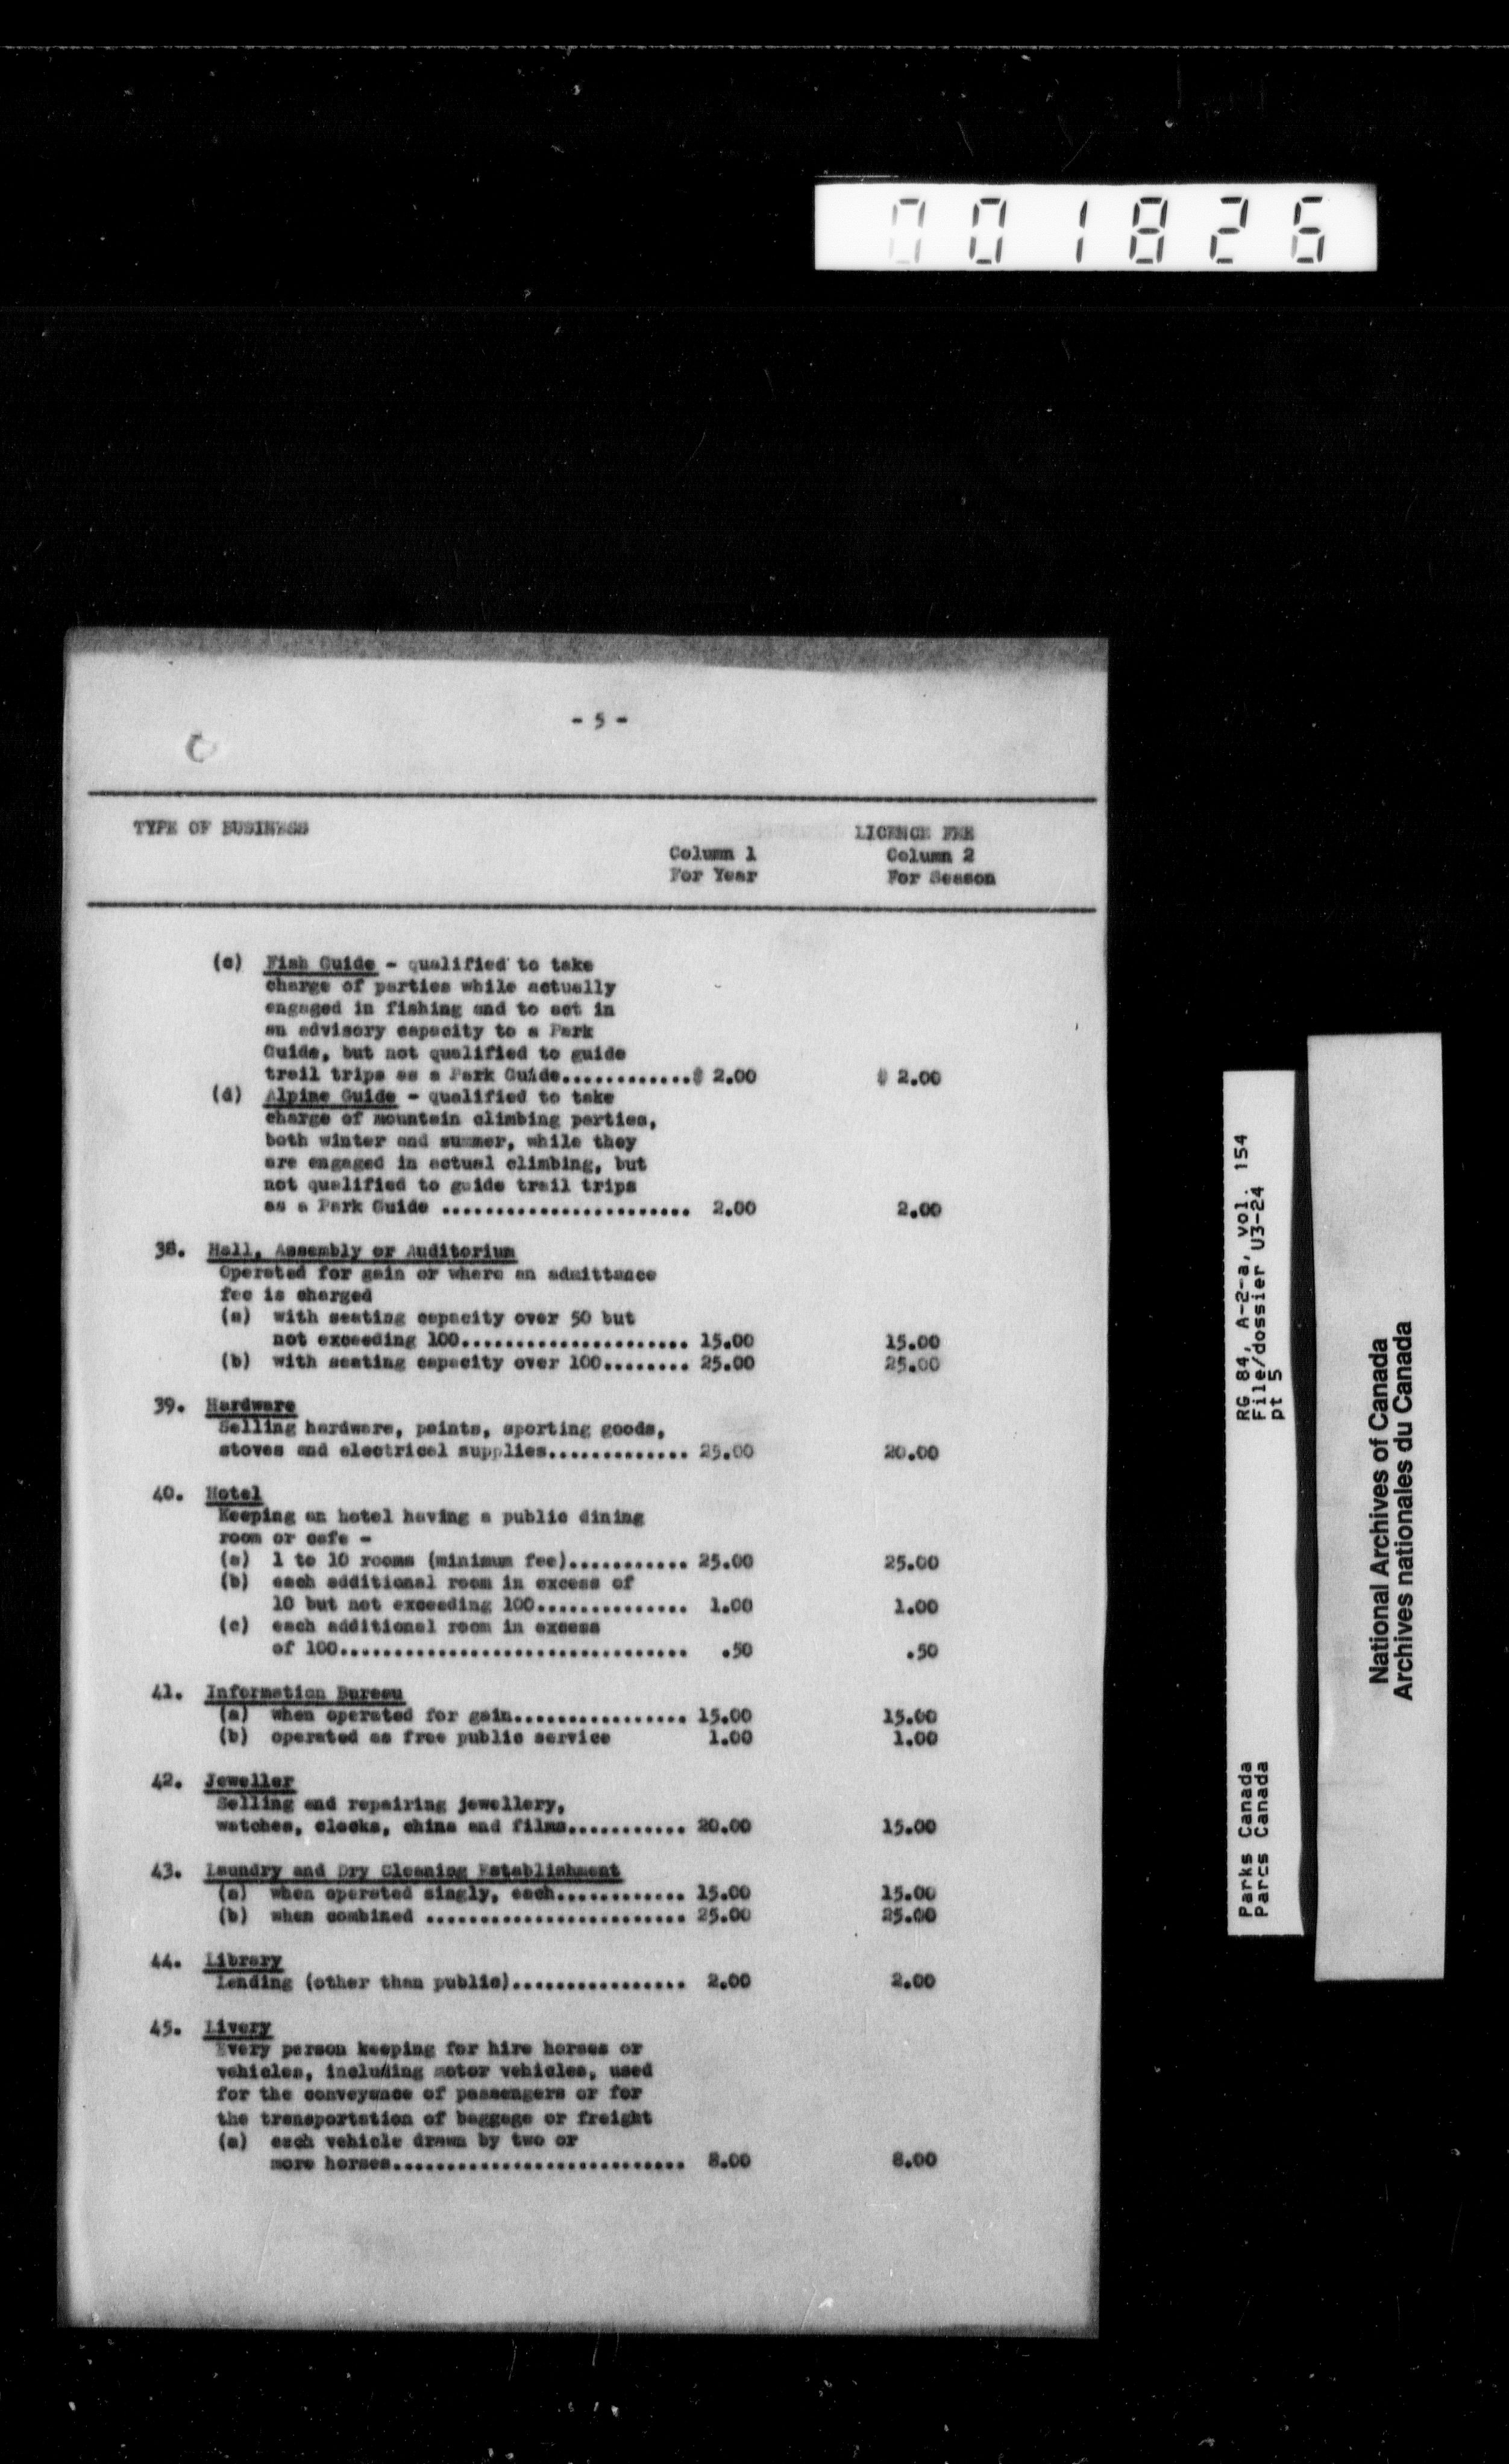 001826
- 5 -
TYPE OF BUSINESS
LICENCE FEE
Column 1 Column 2
For Year For Season
(c) Fish Guide - qualified to take
charge of parties while actually
engaged in fishing and to act in
an advisory capacity to a Park
Guide, but not qualified to guide
trail trips as a Park Guide............$ 2.00 $ 2.00
(d) Alpine Guide - qualified to take
charge of mountain climbing parties,
both winter and summer, while they
are engaged in actual climbing, but
not qualified to guide trail trips
as a Park Guide ....................... 2.00 2.00
38. Hall, Assembly or Auditorium
Operated for gain or where an admittance
fee is charged
(a) with seating capacity over 50 but
not exceeding 100..................... 15.00 15.00
(b) with seating capacity over 100........ 25.00 25.00
39. Hardware
Selling hardware, paints, sporting goods,
stoves and electrical supplies............. 25.00 20.00
40. Hotel
Keeping an hotel having a public dining
room or cafe -
(a) 1 to 10 rooms (minimum fee)........... 25.00 25.00
(b) each additional room in excess of
10 but not exceeding 100.............. 1.00 1.00
(c) each additional room in excess
of 100................................ .50 .50
41. Information Bureau
(a) when operated for gain................ 15.00 15.00
(b) operated as free public service 1.00 1.00
42. Jeweller
Selling and repairing jewellery,
watches, clocks, china and films........... 20.00 15.00
43. Laundry and Dry Cleaning Establishment
(a) when operated singly, each............ 15.00 15.00
(b) when combined ........................ 25.00 25.00
44. Library
Lending (other than public)................ 2.00 2.00
45. Livery
Every person keeping for hire horses or
vehicles, including motor vehicles, used
for the conveyance of passengers or for
the transportation of baggage or freight
(a) each vehicle drawn by two or
more horses........................... 8.00 8.00
RG 84, A-2-a, vol. 154
File/dossier U3-24
pt 5
Parks Canada
Parcs Canada
National Archives of Canada
Archives nationales du Canada